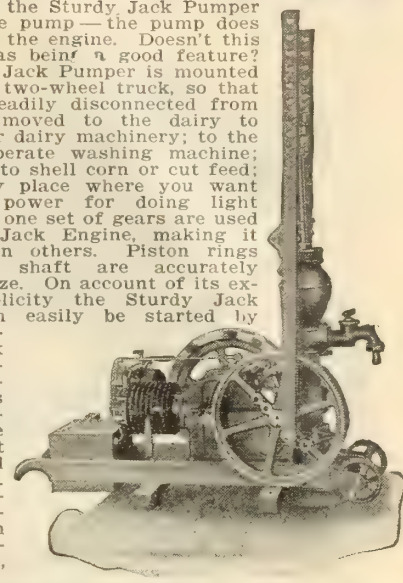 the Sturdy Jack Pumper
pump — the pump does
the engine. Doesn't this
being a good feature?
Jack Pumper is mounted
two-wheel truck, so that
eadily disconnected from
moved to the dairy to
dairy machinery; to the
perate washing machine;
to shell corn or cut feed;
place where you want
power for doing light
one set of gears are used
Jack Engine, making it
n others. Piston rings
shaft are accurately
ze. On account of its ex-
plicity the Sturdy Jack
n easily be started by